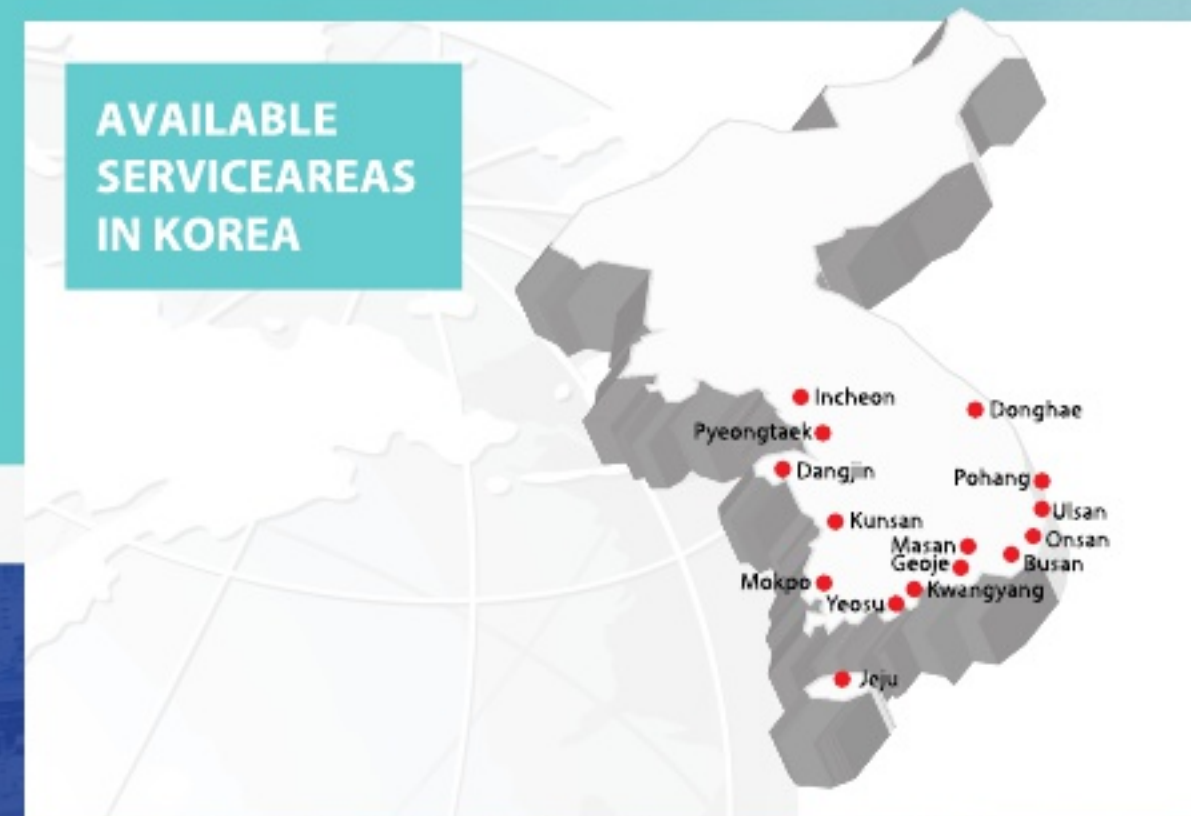 AVAILABLE
SERVICEAREAS
IN KOREA
Incheon
Donghae
Pyeongtaek
Dangjin
Pohang
Ulsan
Kunsan
Onsan
Masan
Busan
Geoje
Mokpo
Kwangyang
Yeosu
Jeju